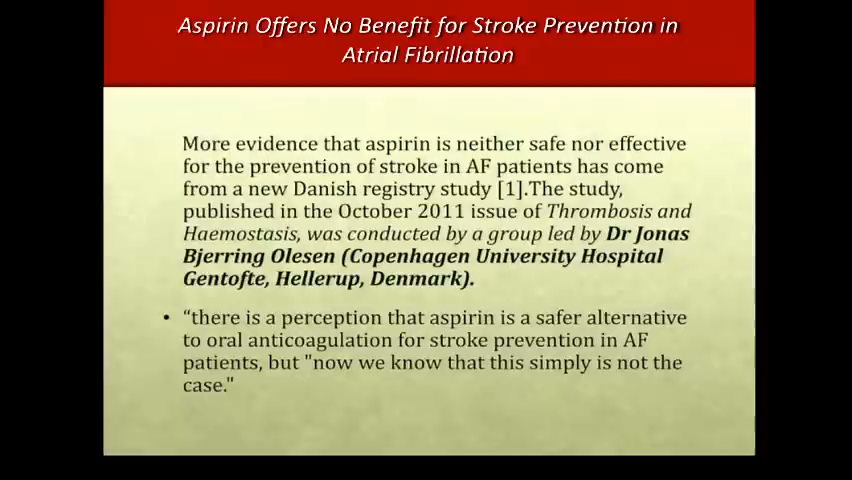 Aspirin Offers No Benefit for Stroke Prevention in
Atrial Fibrillation
More evidence that aspirin is neither safe nor effective
for the prevention of stroke in AF patients has come
from a new Danish registry study [1].The study,
published in the October 2011 issue of Thrombosis and
Haemostasis, was conducted by a group led by Dr Jonas
Bjerring Olesen (Copenhagen University Hospital
Gentofte, Hellerup, Denmark).
• “there is a perception that aspirin is a safer alternative
to oral anticoagulation for stroke prevention in AF
patients, but "now we know that this simply is not the
case."